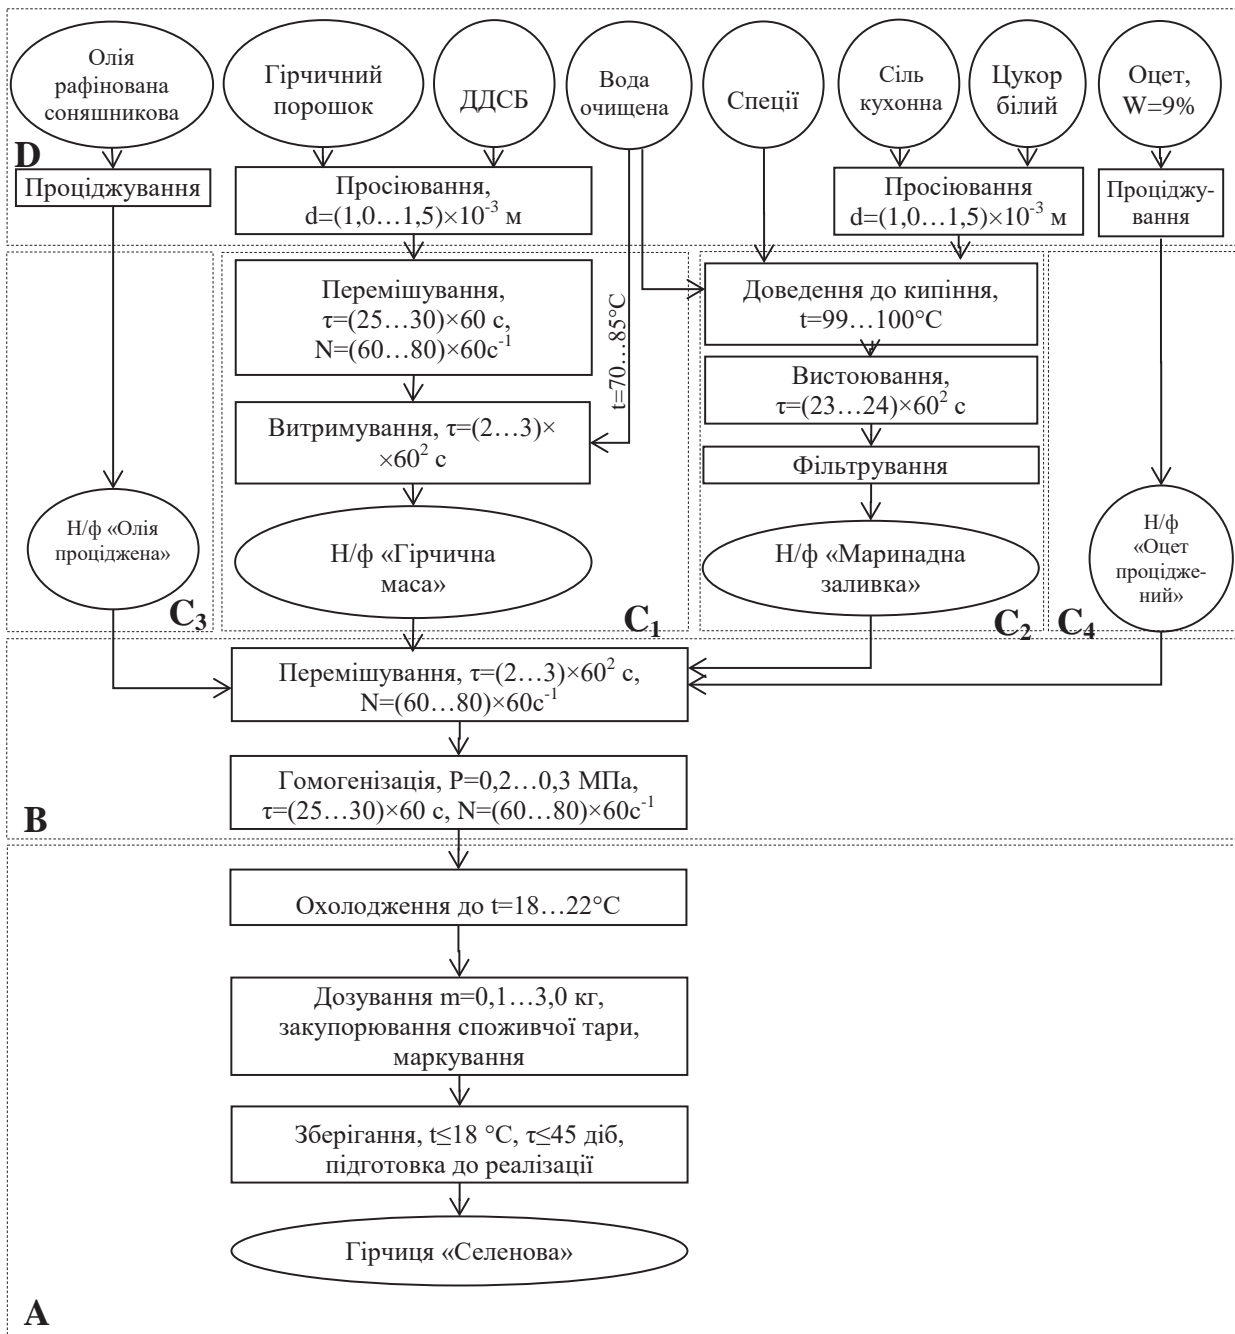 Олія
рафінована
соняшникова
Гірчичний
порошок
ДДСБ
Вода
очищена
Спеції
Сіль
кухонна
Цукор
білий
Оцет,
W=9%
D
Проціджування
Просіювання,
d=(1,0…1,5)×10⁻³ м
Просіювання
d=(1,0…1,5)×10⁻³ м
Проціджу-
вання
Перемішування,
τ=(25…30)×60 с,
N=(60…80)×60с⁻¹
t=70…85°С
Доведення до кипіння,
t=99…100°С
Вистоювання,
τ=(23…24)×60² с
Витримування, τ=(2…3)×
×60² с
Фільтрування
Н/ф «Олія
проціджена»
Н/ф «Гірчична
маса»
Н/ф «Маринадна
заливка»
Н/ф
«Оцет
процідже-
ний»
С₃
С₁
С₂
С₄
Перемішування, τ=(2…3)×60² с,
N=(60…80)×60с⁻¹
Гомогенізація, Р=0,2…0,3 МПа,
τ=(25…30)×60 с, N=(60…80)×60с⁻¹
В
Охолодження до t=18…22°С
Дозування m=0,1…3,0 кг,
закупорювання споживчої тари,
маркування
Зберігання, t≤18 °С, τ≤45 діб,
підготовка до реалізації
Гірчиця «Селенова»
А